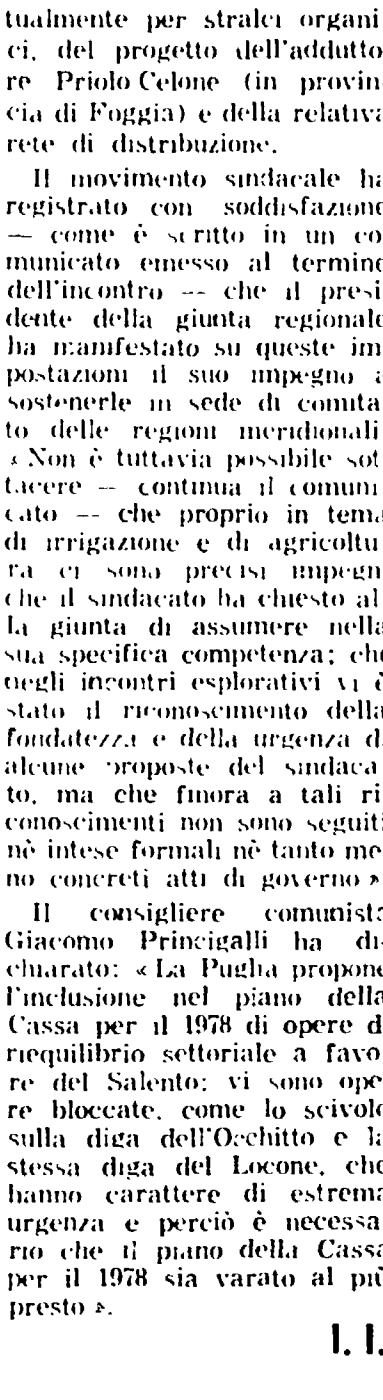 tualmente per stralci organi-
ci, del progetto dell'addutto-
re Priolo Celone (in provin-
cia di Foggia) e della relativa
rete di distribuzione.
Il movimento sindacale ha
registrato con soddisfazione
— come è scritto in un co-
municato emesso al termine
dell'incontro — che il presi-
dente della giunta regionale
ha manifestato su queste im-
postazioni il suo impegno a
sostenerle in sede di comita-
to delle regioni meridionali.
« Non è tuttavia possibile sot-
tacere — continua il comuni-
cato — che proprio in tema
di irrigazione e di agricoltu-
ra ci sono precisi impegni
che il sindacato ha chiesto al-
la giunta di assumere nella
sua specifica competenza; che
negli incontri esplorativi vi è
stato il riconoscimento della
fondatezza e della urgenza di
alcune proposte del sindaca-
to, ma che finora a tali ri-
conoscimenti non sono seguiti
nè intese formali nè tanto me-
no concreti atti di governo »
Il consigliere comunista
Giacomo Princigalli ha di-
chiarato: « La Puglia propone
l'inclusione nel piano della
Cassa per il 1978 di opere di
riequilibrio settoriale a favo-
re del Salento; vi sono ope-
re bloccate, come lo scivolo
sulla diga dell'Occhitto e la
stessa diga del Locone, che
hanno carattere di estrema
urgenza e perciò è necessa-
rio che il piano della Cassa
per il 1978 sia varato al più
presto ».
I. I.